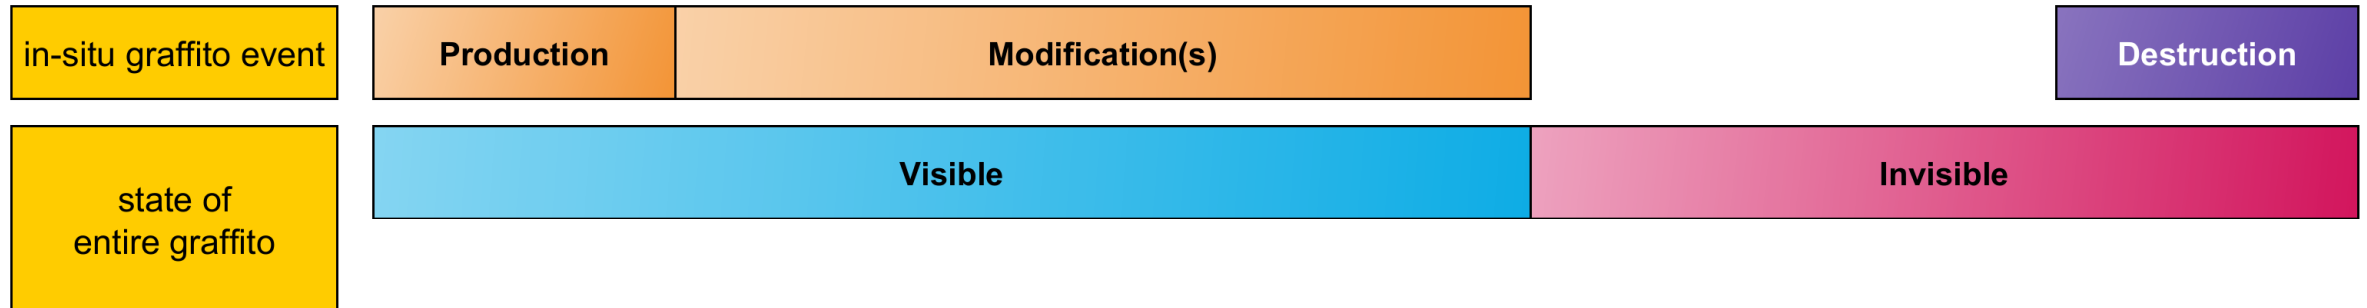 in-situ graffito event
Production
Modification(s)
Destruction
state of
entire graffito
Visible
Invisible